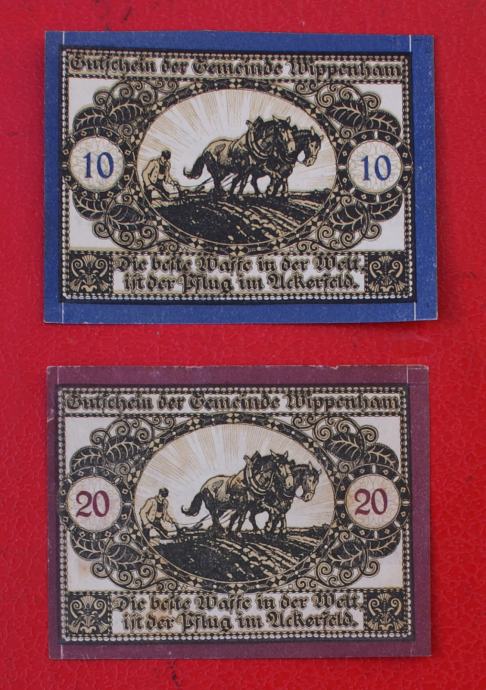 Gutschein der Gemeinde Wippenham
10 10
Die beste Waffe in der Welt,
ist der Pflug im Ackerfeld.
Gutschein der Gemeinde Wippenham
20 20
Die beste Waffe in der Welt,
ist der Pflug im Ackerfeld.